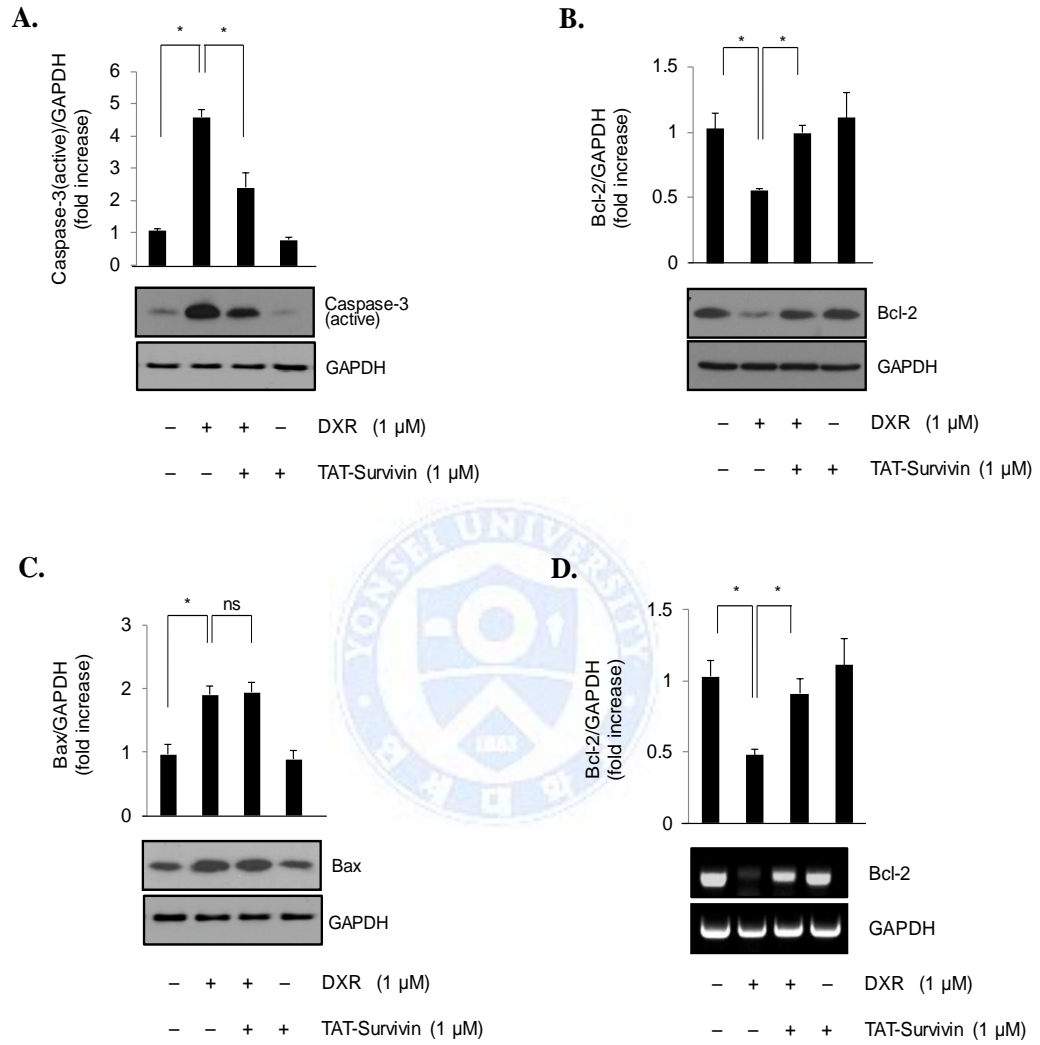 A.
* *
Caspase-3(active)/GAPDH
(fold increase)
6
5
4
3
2
1
0
Caspase-3
(active)
GAPDH
– + + – DXR (1 µM)
– – + + TAT-Survivin (1 µM)
B.
* *
Bcl-2/GAPDH
(fold increase)
1.5
1
0.5
0
Bcl-2
GAPDH
– + + – DXR (1 µM)
– – + + TAT-Survivin (1 µM)
C.
* ns
Bax/GAPDH
(fold increase)
3
2
1
0
Bax
GAPDH
– + + – DXR (1 µM)
– – + + TAT-Survivin (1 µM)
D.
* *
Bcl-2/GAPDH
(fold increase)
1.5
1
0.5
0
Bcl-2
GAPDH
– + + – DXR (1 µM)
– – + + TAT-Survivin (1 µM)
YONSEI UNIVERSITY
1885